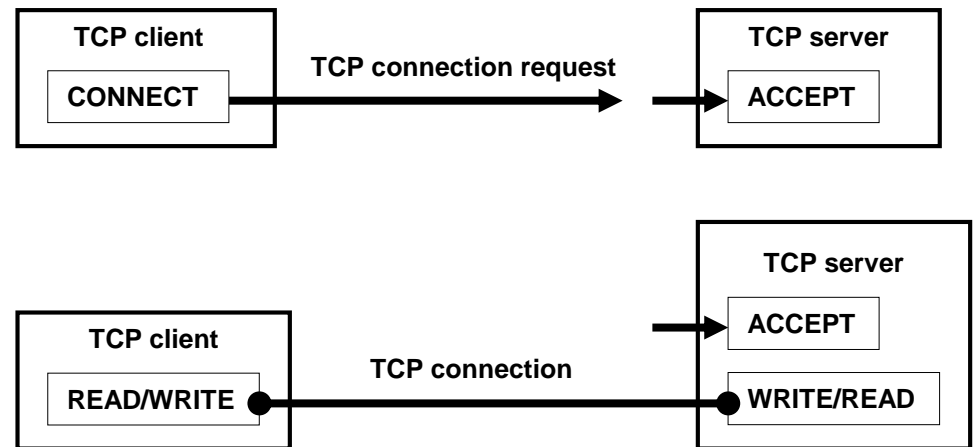 TCP client
TCP server
TCP connection request
CONNECT
ACCEPT
TCP server
ACCEPT
TCP client
TCP connection
READ/WRITE
WRITE/READ